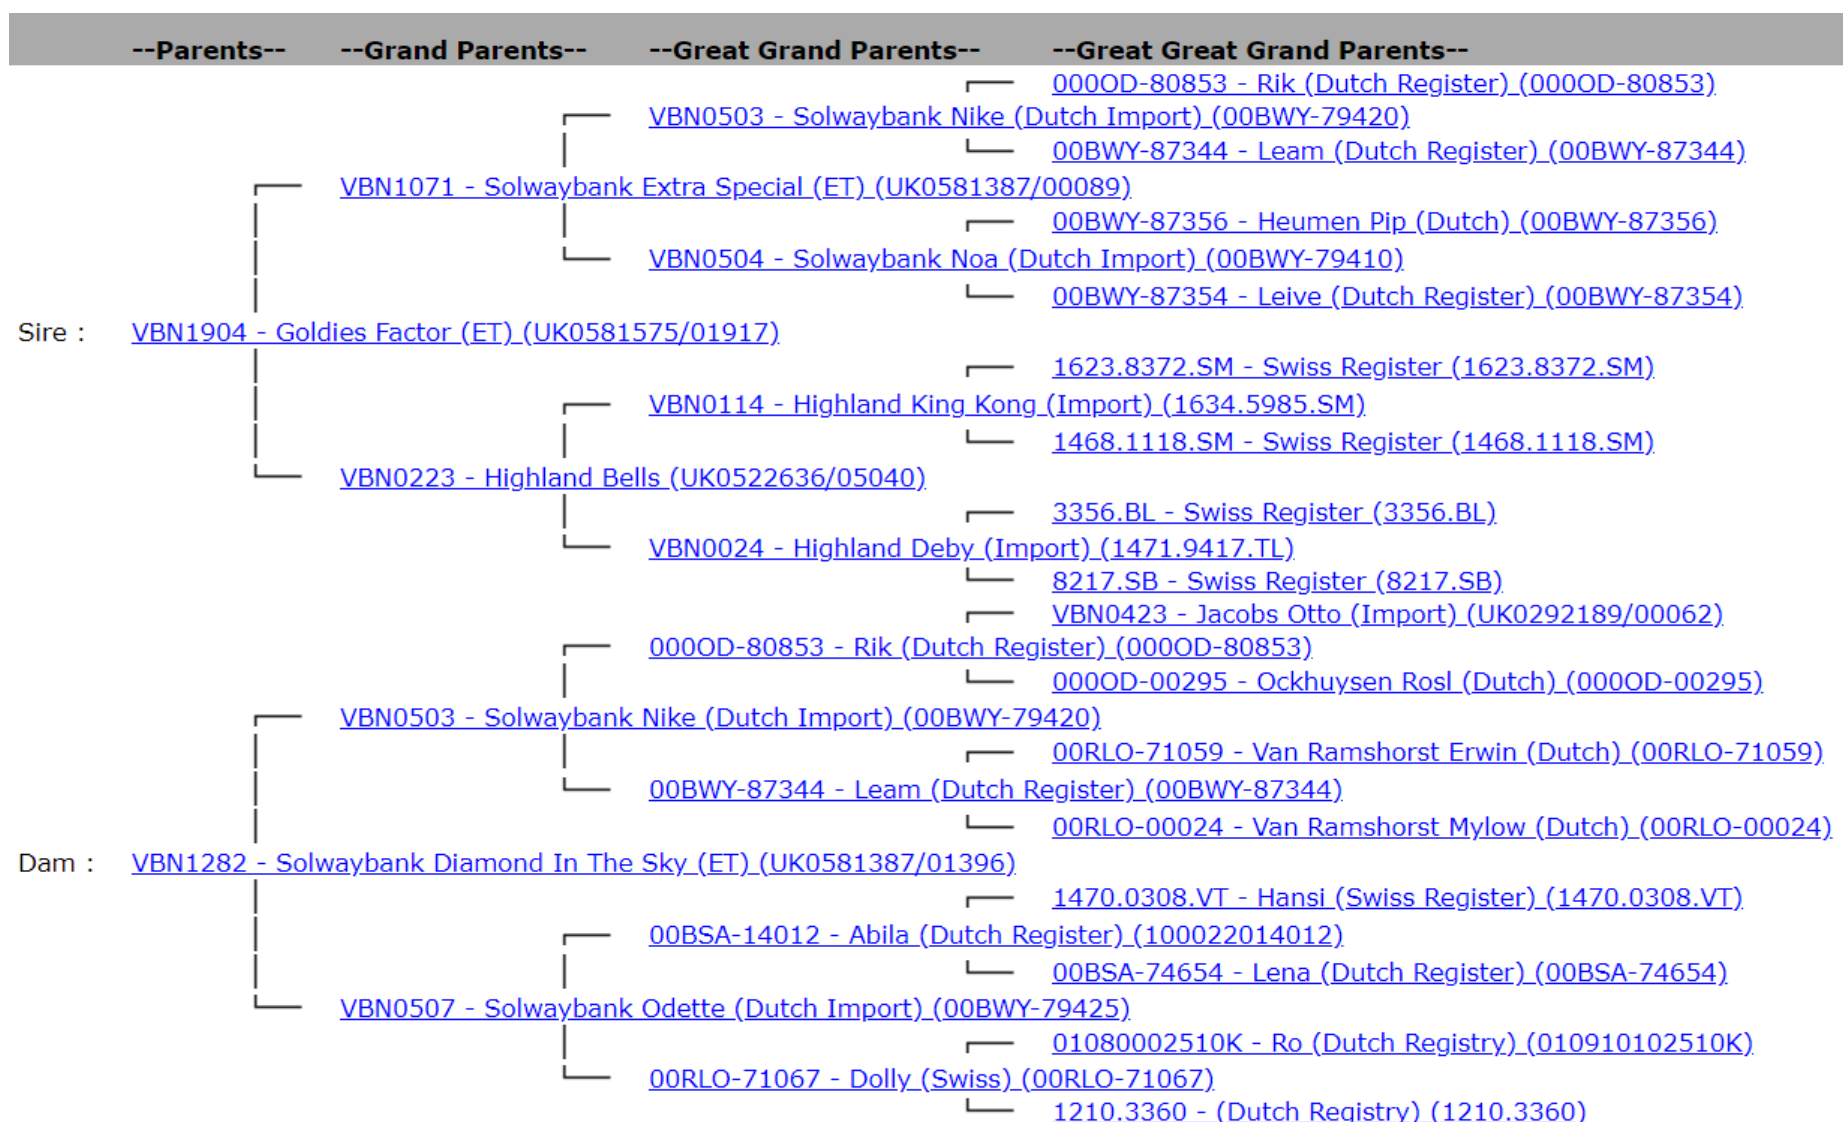 --Parents-- --Grand Parents-- --Great Grand Parents-- --Great Great Grand Parents--
000OD-80853 - Rik (Dutch Register) (000OD-80853)
VBN0503 - Solwaybank Nike (Dutch Import) (00BWY-79420)
00BWY-87344 - Leam (Dutch Register) (00BWY-87344)
VBN1071 - Solwaybank Extra Special (ET) (UK0581387/00089)
00BWY-87356 - Heumen Pip (Dutch) (00BWY-87356)
VBN0504 - Solwaybank Noa (Dutch Import) (00BWY-79410)
00BWY-87354 - Leive (Dutch Register) (00BWY-87354)
Sire : VBN1904 - Goldies Factor (ET) (UK0581575/01917)
1623.8372.SM - Swiss Register (1623.8372.SM)
VBN0114 - Highland King Kong (Import) (1634.5985.SM)
1468.1118.SM - Swiss Register (1468.1118.SM)
VBN0223 - Highland Bells (UK0522636/05040)
3356.BL - Swiss Register (3356.BL)
VBN0024 - Highland Deby (Import) (1471.9417.TL)
8217.SB - Swiss Register (8217.SB)
VBN0423 - Jacobs Otto (Import) (UK0292189/00062)
000OD-80853 - Rik (Dutch Register) (000OD-80853)
000OD-00295 - Ockhuysen Rosl (Dutch) (000OD-00295)
VBN0503 - Solwaybank Nike (Dutch Import) (00BWY-79420)
00RLO-71059 - Van Ramshorst Erwin (Dutch) (00RLO-71059)
00BWY-87344 - Leam (Dutch Register) (00BWY-87344)
00RLO-00024 - Van Ramshorst Mylow (Dutch) (00RLO-00024)
Dam : VBN1282 - Solwaybank Diamond In The Sky (ET) (UK0581387/01396)
1470.0308.VT - Hansi (Swiss Register) (1470.0308.VT)
00BSA-14012 - Abila (Dutch Register) (100022014012)
00BSA-74654 - Lena (Dutch Register) (00BSA-74654)
VBN0507 - Solwaybank Odette (Dutch Import) (00BWY-79425)
01080002510K - Ro (Dutch Registry) (010910102510K)
00RLO-71067 - Dolly (Swiss) (00RLO-71067)
1210.3360 - (Dutch Registry) (1210.3360)